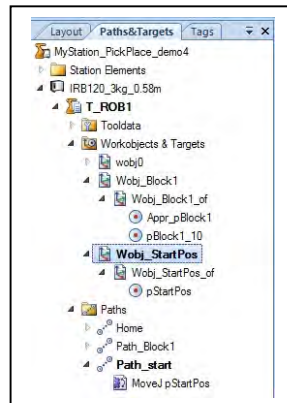 Layout Paths&Targets Tags
MyStation_PickPlace_demo4
Station Elements
IRB120_3kg_0.58m
T_ROB1
Tooldata
Workobjects & Targets
wobj0
Wobj_Block1
Wobj_Block1_of
Appr_pBlock1
pBlock1_10
Wobj_StartPos
Wobj_StartPos_of
pStartPos
Paths
Home
Path_Block1
Path_start
MoveJ pStartPos